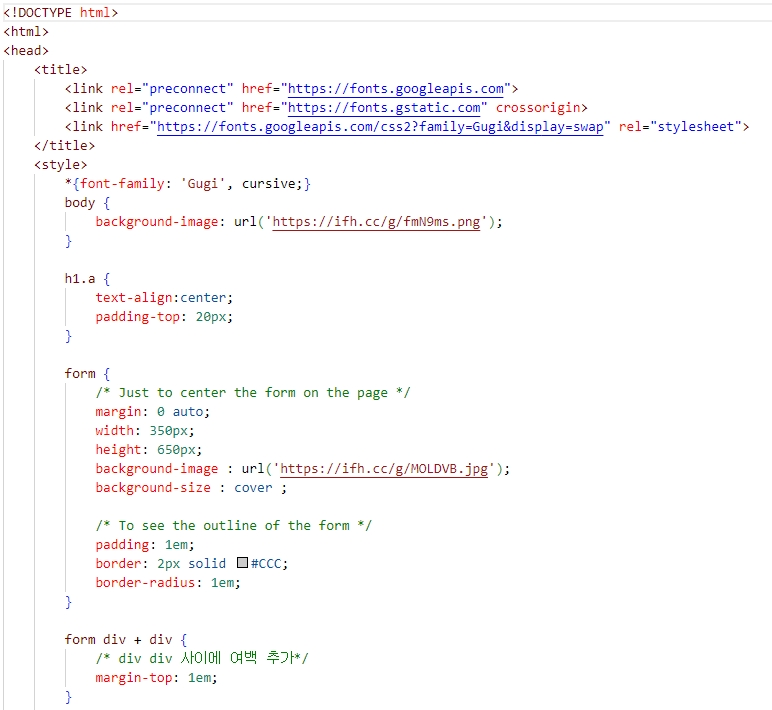 <!DOCTYPE html>
<html>
<head>
    <title>
        <link rel="preconnect" href="https://fonts.googleapis.com">
        <link rel="preconnect" href="https://fonts.gstatic.com" crossorigin>
        <link href="https://fonts.googleapis.com/css2?family=Gugi&display=swap" rel="stylesheet">
    </title>
    <style>
        *{font-family: 'Gugi', cursive;}
        body {
            background-image: url('https://ifh.cc/g/fmN9ms.png');
        }
        h1.a {
            text-align:center;
            padding-top: 20px;
        }
        form {
            /* Just to center the form on the page */
            margin: 0 auto;
            width: 350px;
            height: 650px;
            background-image : url('https://ifh.cc/g/MOLDVB.jpg');
            background-size : cover ;
            /* To see the outline of the form */
            padding: 1em;
            border: 2px solid #CCC;
            border-radius: 1em;
        }
        form div + div {
            /* div div 사이에 여백 추가*/
            margin-top: 1em;
        }